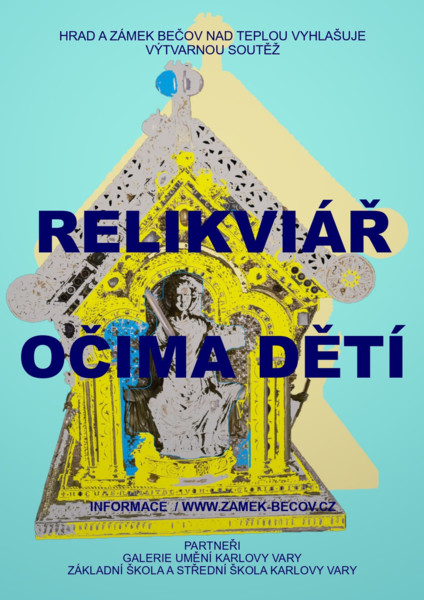 HRAD A ZÁMEK BEČOV NAD TEPLOU VYHLAŠUJE
VÝTVARNOU SOUTĚŽ
RELIKVIÁŘ
OČIMA DĚTÍ
INFORMACE / WWW.ZAMEK-BECOV.CZ
PARTNEŘI
GALERIE UMĚNÍ KARLOVY VARY
ZÁKLADNÍ ŠKOLA A STŘEDNÍ ŠKOLA KARLOVY VARY